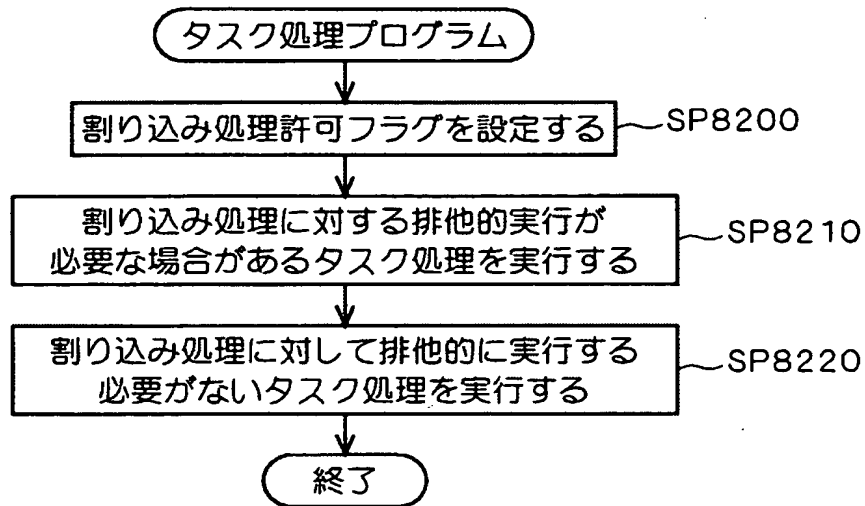 タスク処理プログラム
割り込み処理許可フラグを設定する
SP8200
割り込み処理に対する排他的実行が
必要な場合があるタスク処理を実行する
SP8210
割り込み処理に対して排他的に実行する
必要がないタスク処理を実行する
SP8220
終了